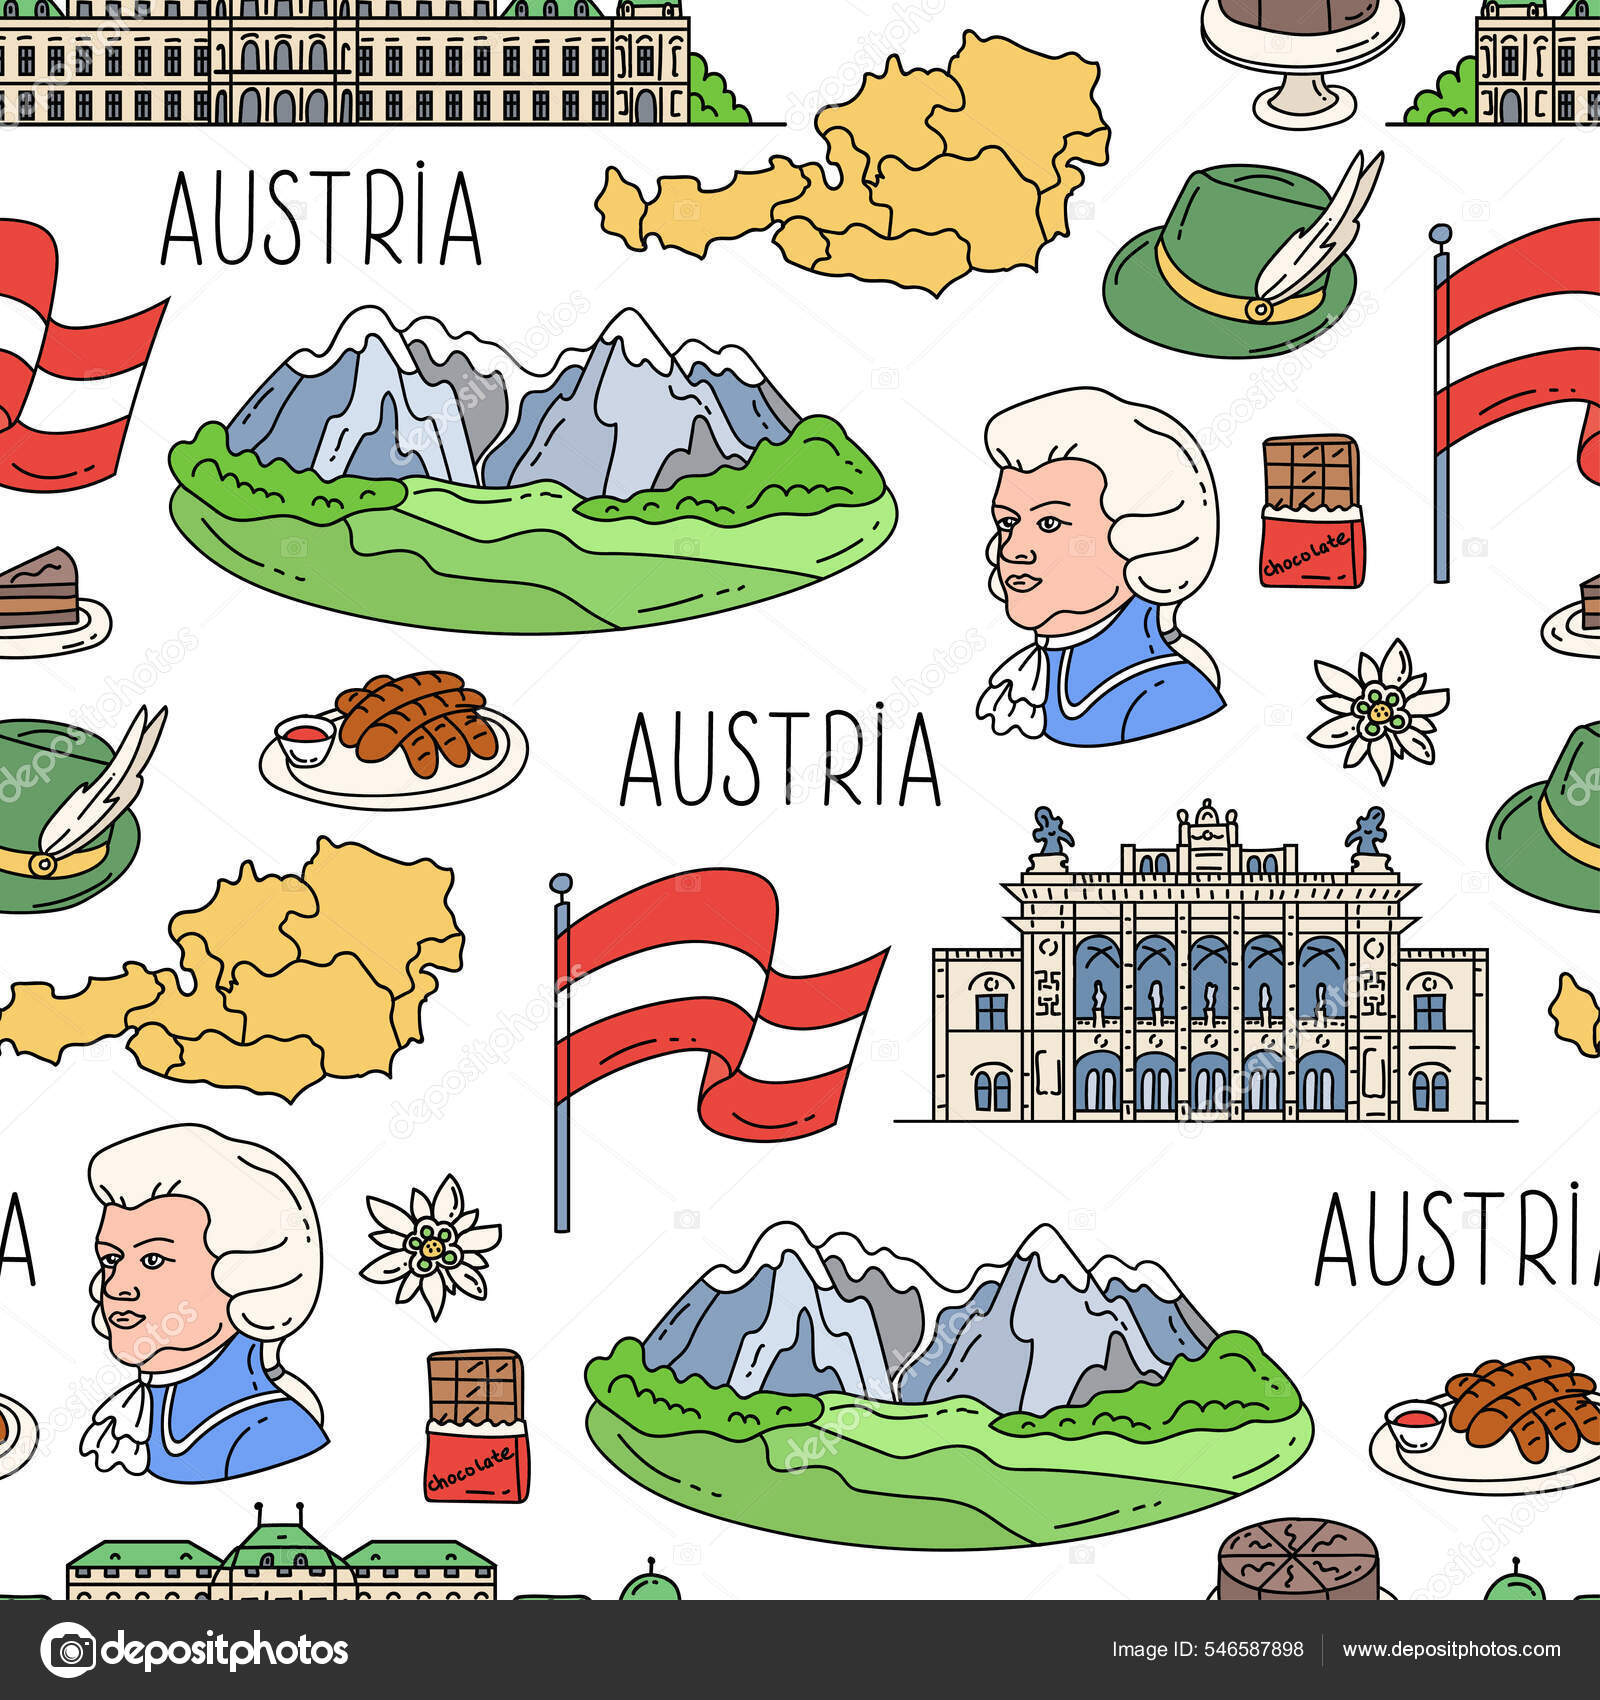 AUSTRIA
chocolate
AUSTRIA
A
AUSTRIA
chocolate
depositphotos
Image ID: 546587898
www.depositphotos.com